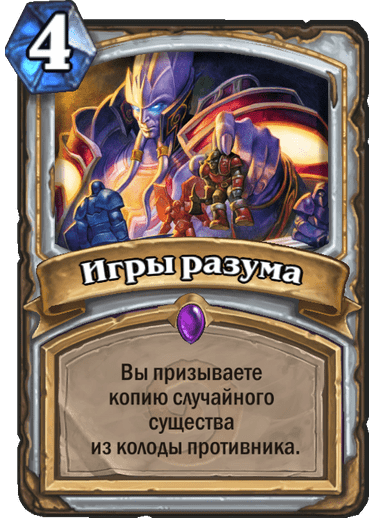 4
Игры разума
Вы призываете
копию случайного
существа
из колоды противника.